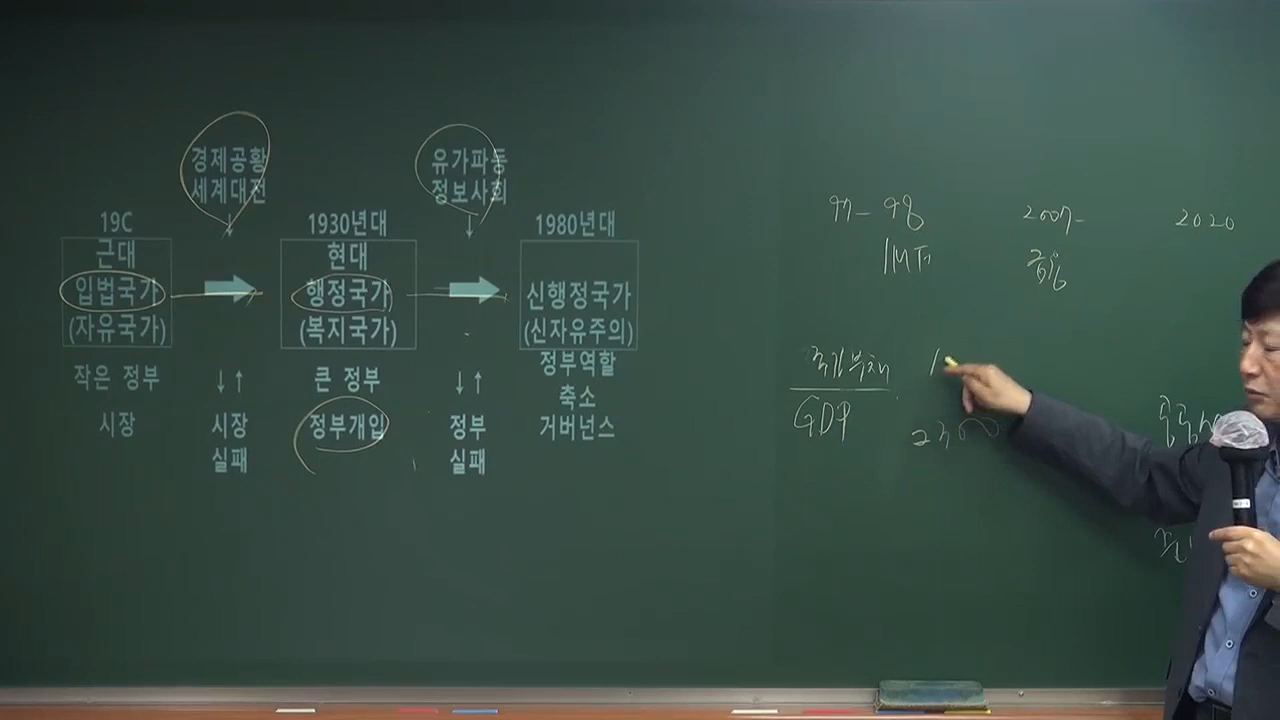 경제공황
세계대전
유가파동
정보사회
19C
1930년대
1980년대
근대
입법국가
(자유국가)
현대
행정국가
(복지국가)
신행정국가
(신자유주의)
작은 정부
시장
↓↑
시장
실패
큰 정부
정부개입
↓↑
정부
실패
정부역할
축소
거버넌스
97-98
IMF
2007-
금융
2020
국가부채
GDP